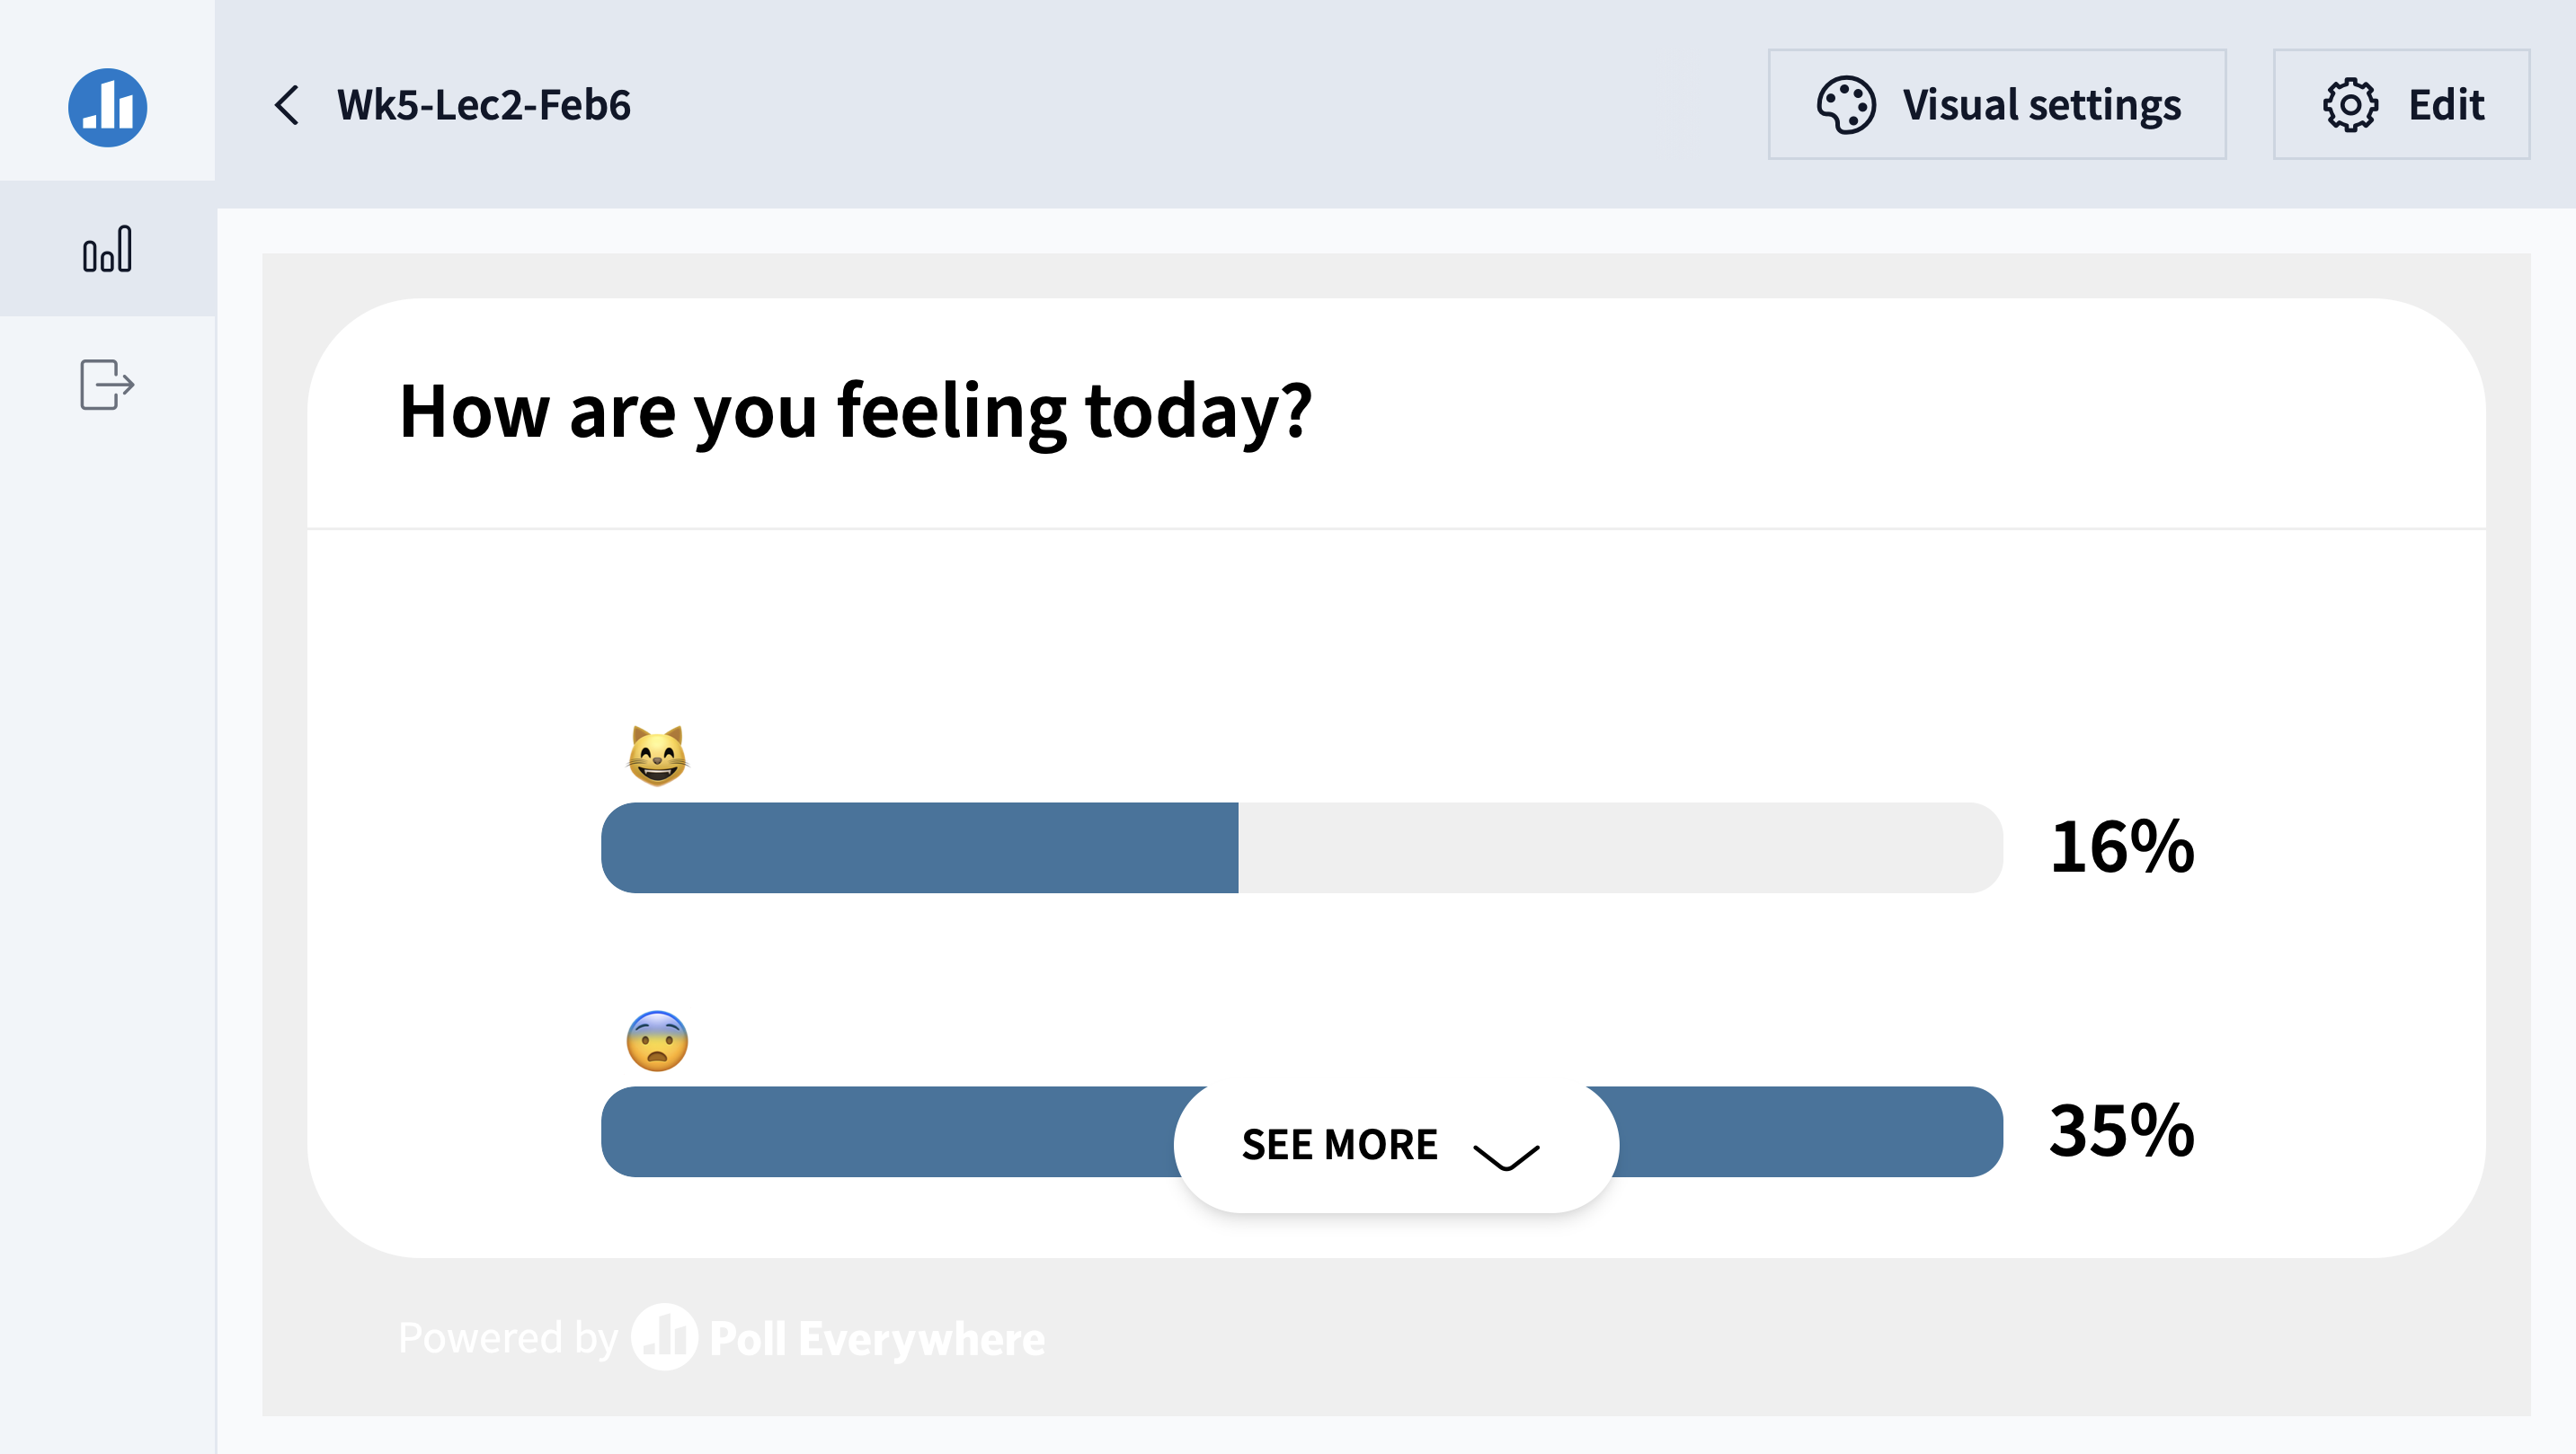 Wk5-Lec2-Feb6
Visual settings
Edit
How are you feeling today?
16%
35%
SEE MORE
Powered by Poll Everywhere